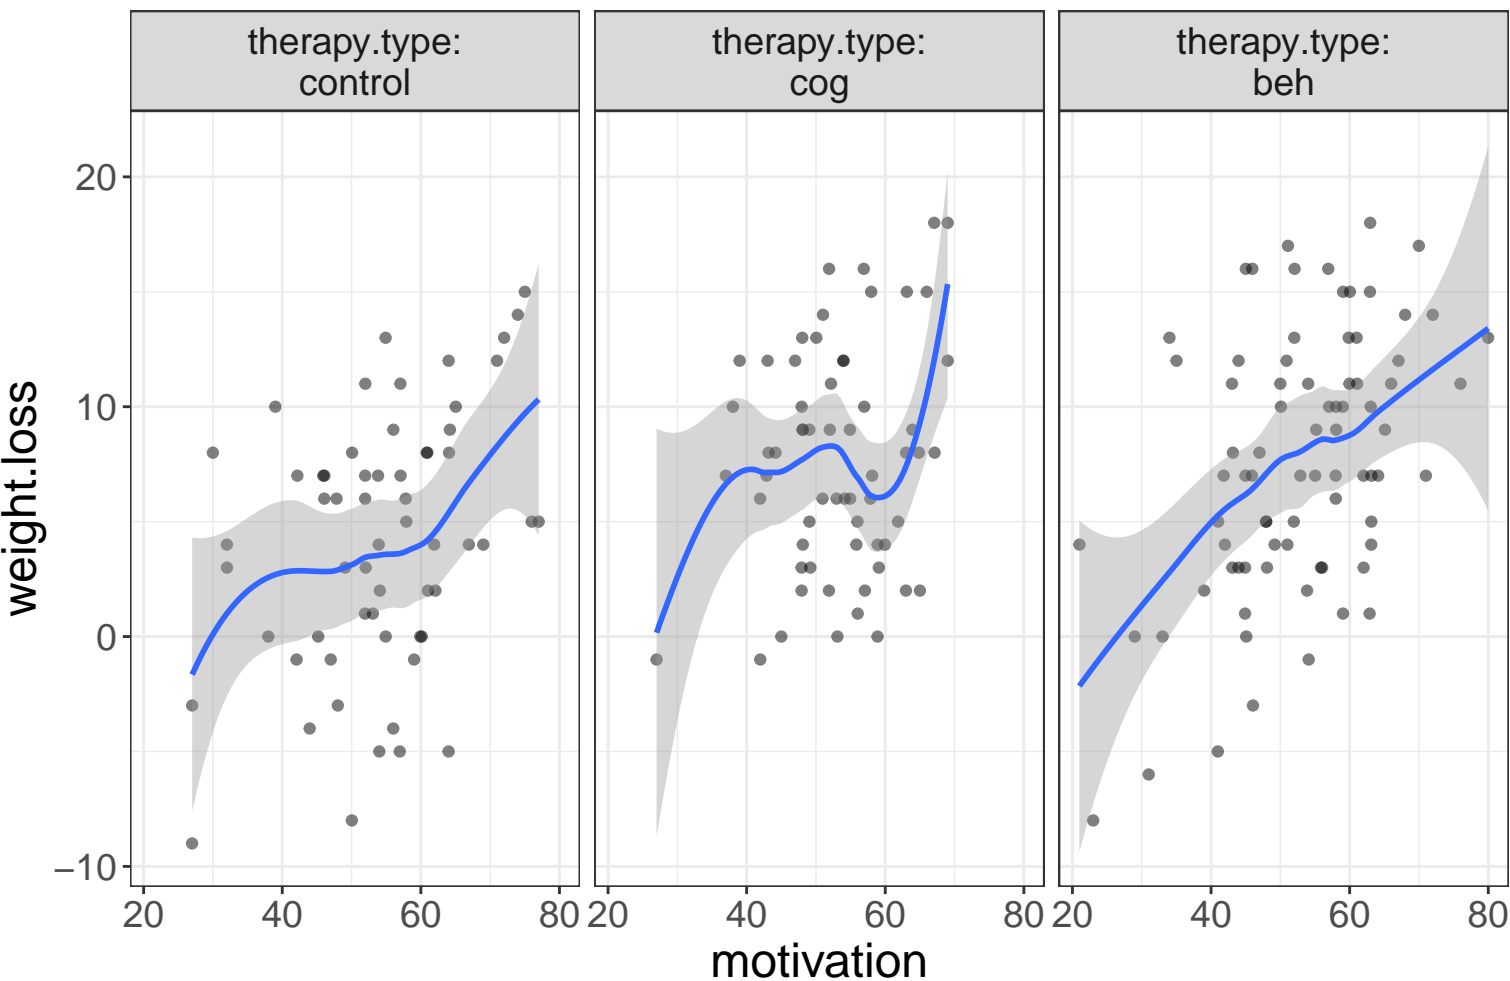 therapy.type:
control
therapy.type:
cog
therapy.type:
beh
weight.loss
20
10
0
−10
20 40 60 80
20 40 60 80
20 40 60 80
motivation